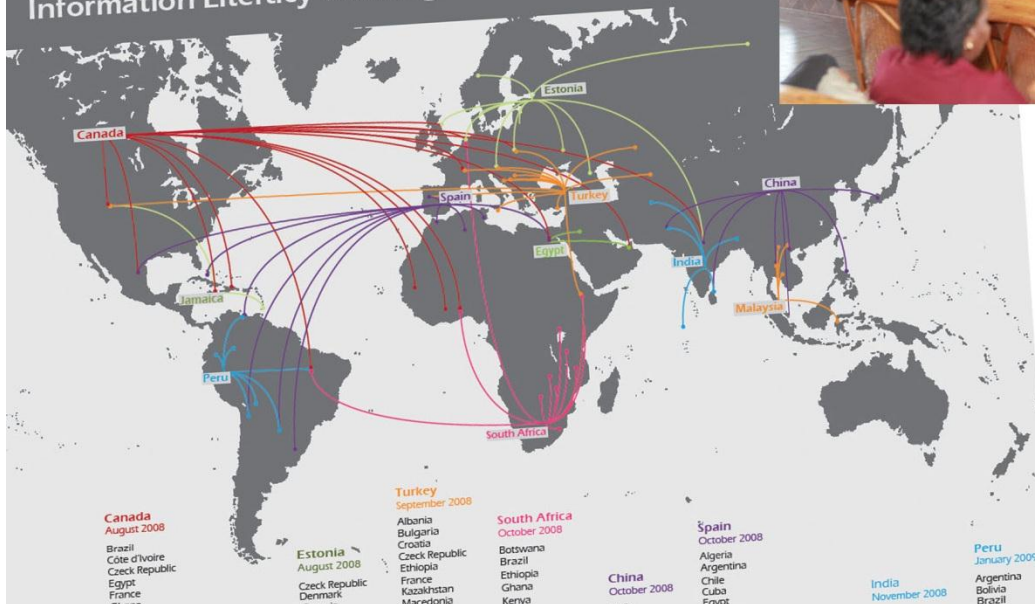 Information Literacy
Estonia
Canada
Spain
Turkey
China
Egypt
India
Jamaica
Malaysia
Peru
South Africa
Canada
August 2008
Brazil
Côte d'Ivoire
Czeck Republic
Egypt
France
Estonia
August 2008
Czeck Republic
Denmark
Turkey
September 2008
Albania
Bulgaria
Croatia
Czeck Republic
Ethiopia
France
Kazakhstan
Macedonia
South Africa
October 2008
Botswana
Brazil
Ethiopia
Ghana
Kenya
China
October 2008
Spain
October 2008
Algeria
Argentina
Chile
Cuba
Egypt
India
November 2008
Peru
January 2009
Argentina
Bolivia
Brazil